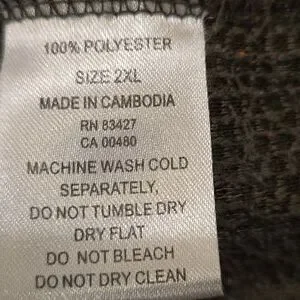 100% POLYESTER
SIZE 2XL
MADE IN CAMBODIA
RN 83427
CA 00480
MACHINE WASH COLD
SEPARATELY,
DO NOT TUMBLE DRY
DRY FLAT
DO NOT BLEACH
DO NOT DRY CLEAN